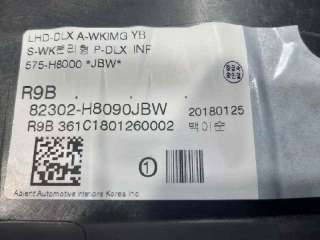 LHD-DLX A-WKIMG YB
S-WK트리형 P-DLX INF
575-H8000 *JBW*
R9B
82302-H8090JBW 20180125
R9B 361C1801260002 백이순
1
Adient Automotive Interiors Korea Inc